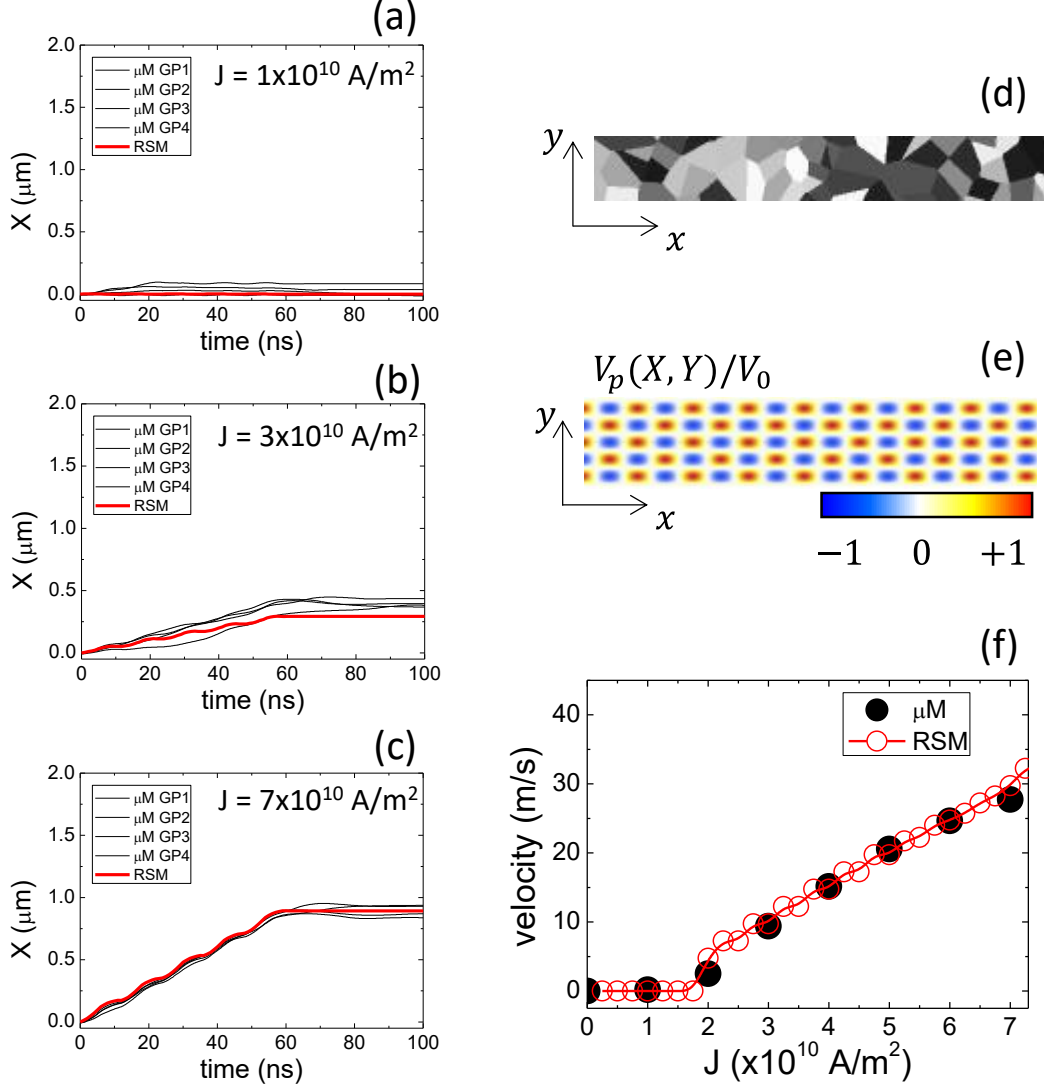 (a)
2.0
1.5
1.0
0.5
0.0
X (μm)
μM GP1
μM GP2
μM GP3
μM GP4
RSM
J = 1x10¹⁰ A/m²
0 20 40 60 80 100
time (ns)
(b)
2.0
1.5
1.0
0.5
0.0
X (μm)
μM GP1
μM GP2
μM GP3
μM GP4
RSM
J = 3x10¹⁰ A/m²
0 20 40 60 80 100
time (ns)
(c)
2.0
1.5
1.0
0.5
0.0
X (μm)
μM GP1
μM GP2
μM GP3
μM GP4
RSM
J = 7x10¹⁰ A/m²
0 20 40 60 80 100
time (ns)
(d)
y
x
(e)
V_p(X, Y)/V_0
y
x
−1 0 +1
(f)
40
30
20
10
0
velocity (m/s)
μM
RSM
0 1 2 3 4 5 6 7
J (x10¹⁰ A/m²)